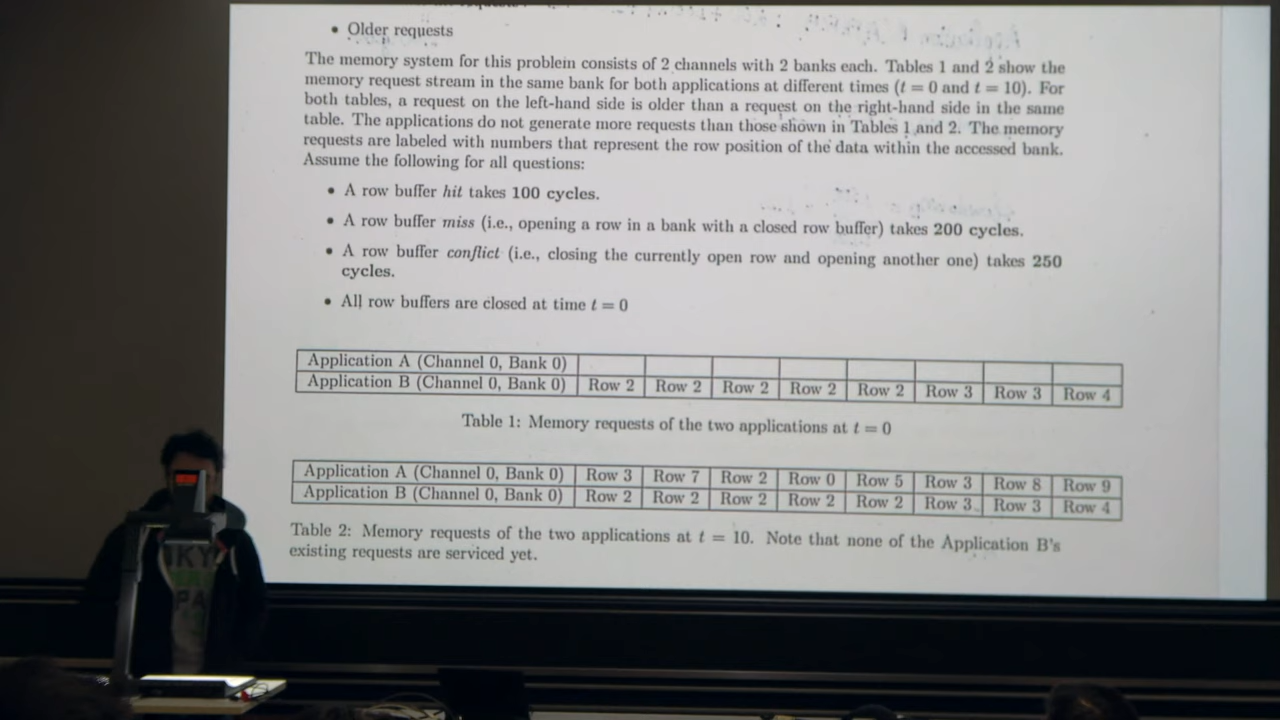 • Older requests
The memory system for this problem consists of 2 channels with 2 banks each. Tables 1 and 2 show the
memory request stream in the same bank for both applications at different times (t = 0 and t = 10). For
both tables, a request on the left-hand side is older than a request on the right-hand side in the same
table. The applications do not generate more requests than those shown in Tables 1 and 2. The memory
requests are labeled with numbers that represent the row position of the data within the accessed bank.
Assume the following for all questions:
• A row buffer hit takes 100 cycles.
• A row buffer miss (i.e., opening a row in a bank with a closed row buffer) takes 200 cycles.
• A row buffer conflict (i.e., closing the currently open row and opening another one) takes 250
cycles.
• All row buffers are closed at time t = 0
Application A (Channel 0, Bank 0)
Application B (Channel 0, Bank 0) Row 2 Row 2 Row 2 Row 2 Row 2 Row 3 Row 3 Row 4
Table 1: Memory requests of the two applications at t = 0
Application A (Channel 0, Bank 0) Row 3 Row 7 Row 2 Row 0 Row 5 Row 3 Row 8 Row 9
Application B (Channel 0, Bank 0) Row 2 Row 2 Row 2 Row 2 Row 2 Row 3 Row 3 Row 4
Table 2: Memory requests of the two applications at t = 10. Note that none of the Application B's
existing requests are serviced yet.